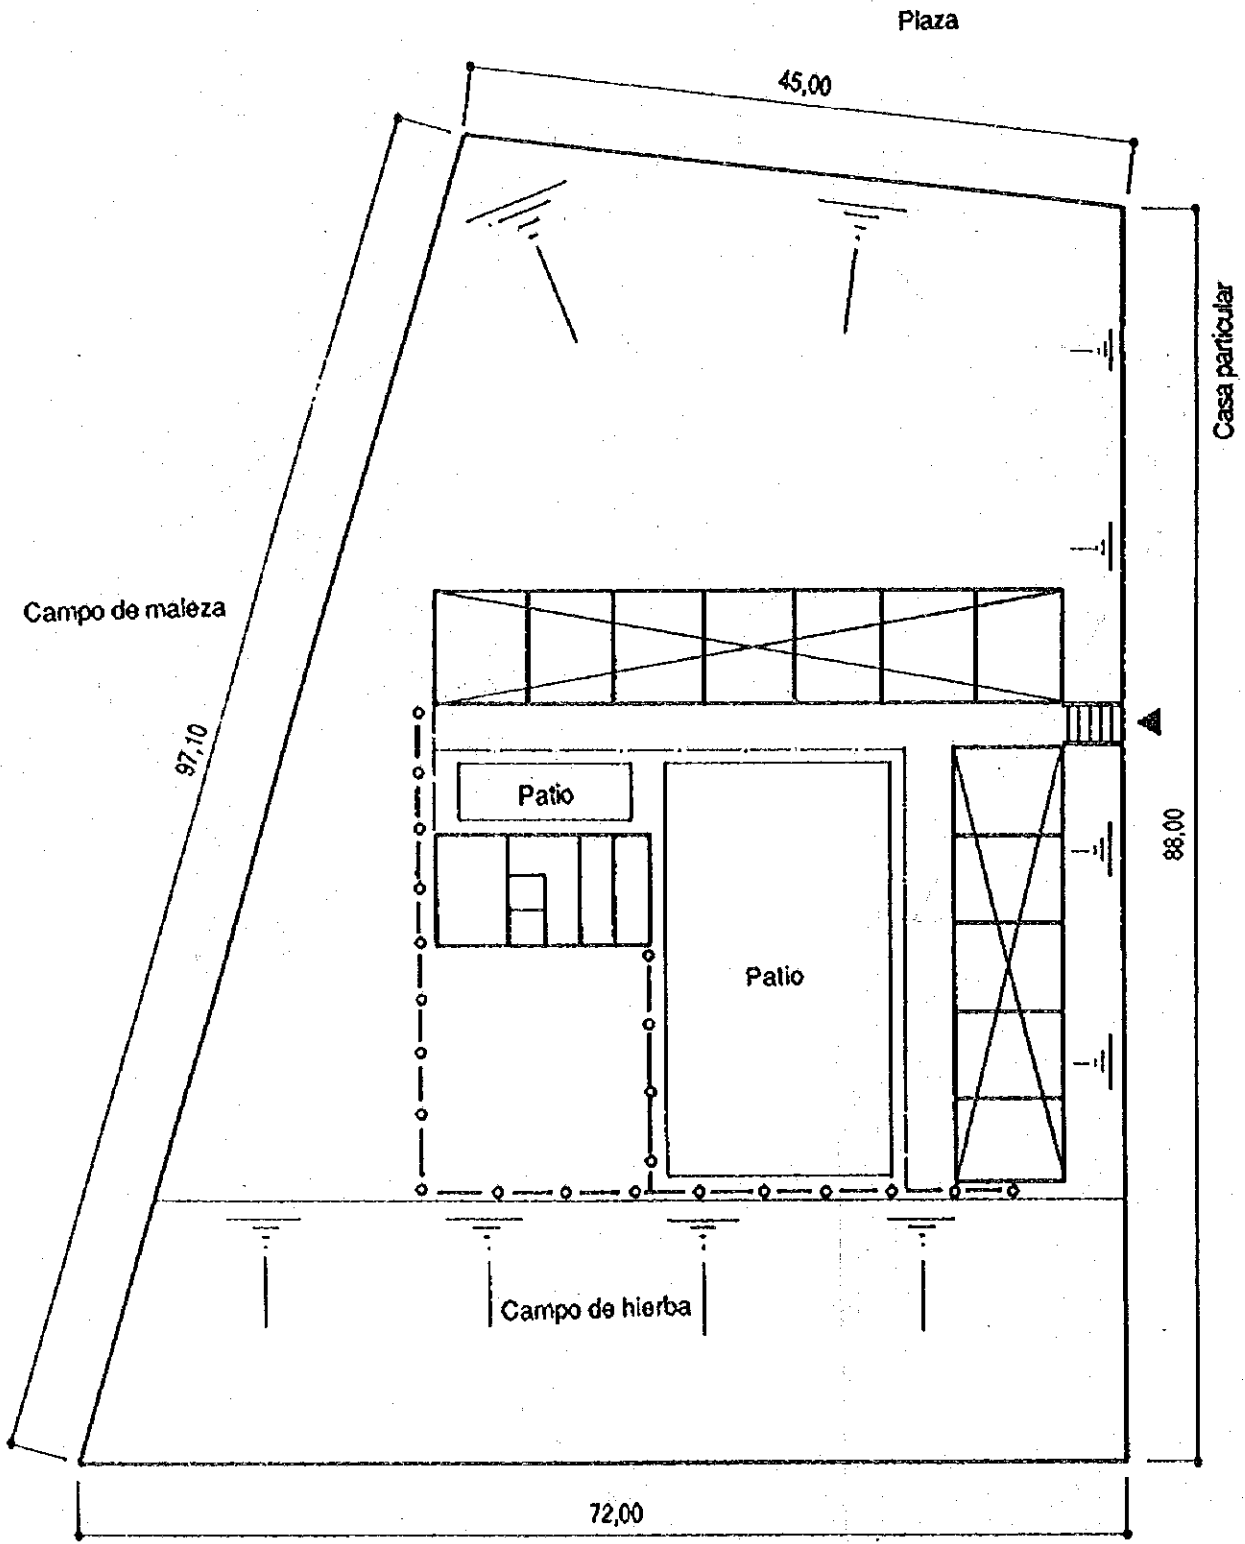 Plaza
45,00
Casa particular
Campo de maleza
97,10
Patio
88,00
Patio
Campo de hierba
72,00